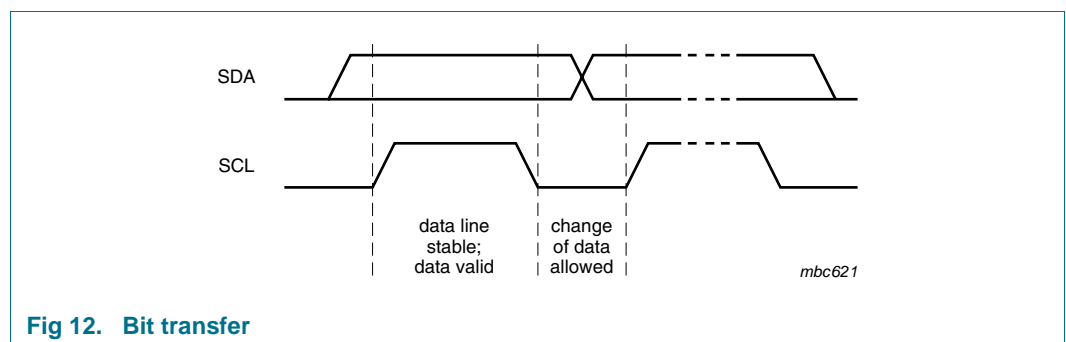 SDA
SCL
data line
stable;
data valid
change
of data
allowed
mbc621
Fig 12. Bit transfer